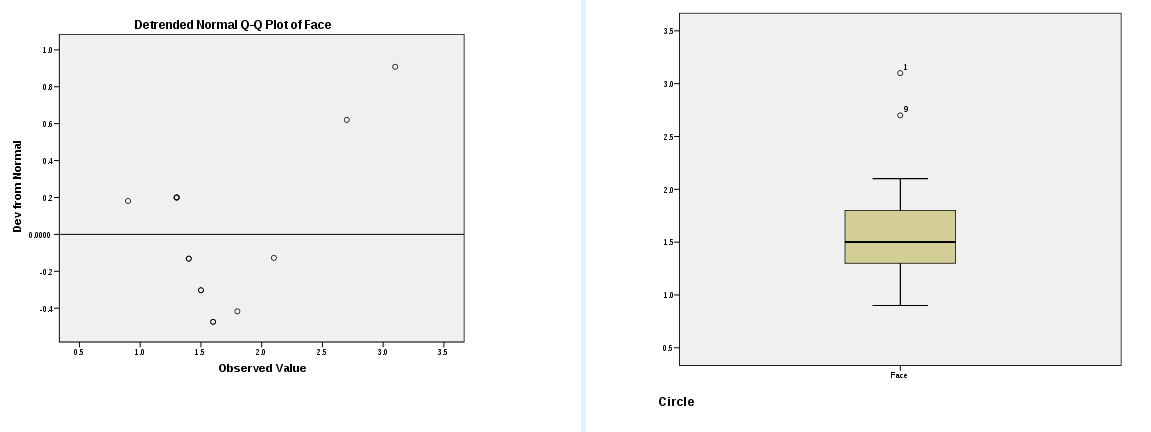 Detrended Normal Q-Q Plot of Face
Dev from Normal
1.0
0.8
0.6
0.4
0.2
0.0000
-0.2
-0.4
0.5 1.0 1.5 2.0 2.5 3.0 3.5
Observed Value
3.5
3.0
2.5
2.0
1.5
1.0
0.5
1
9
Face
Circle